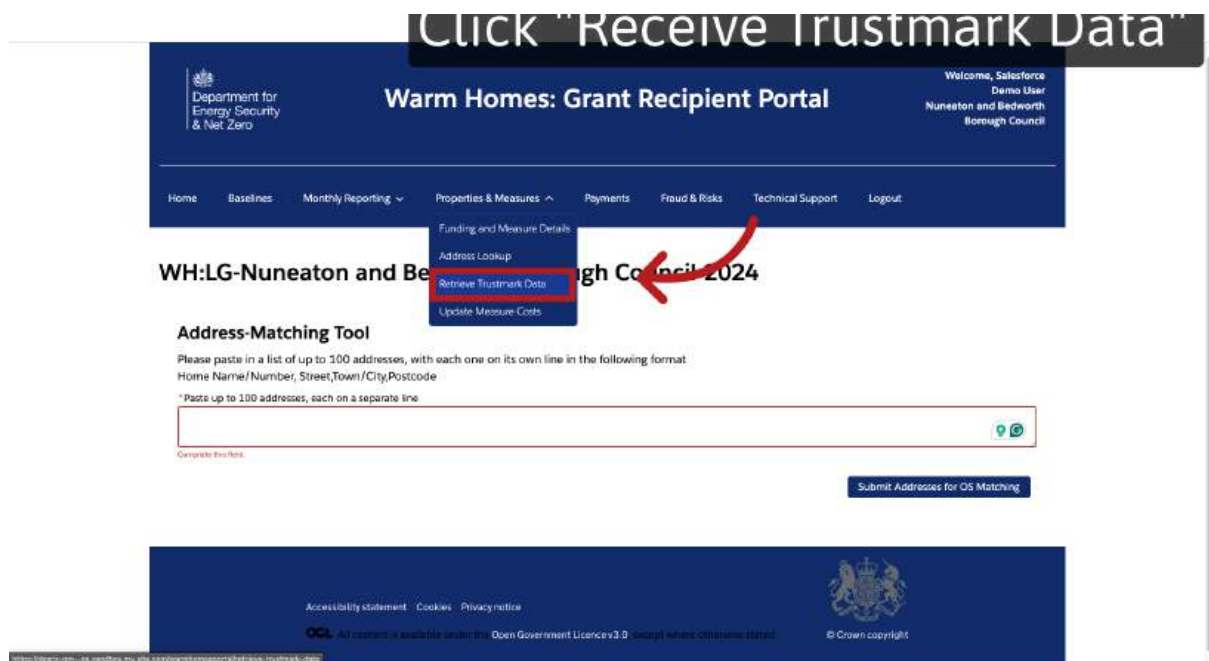 Click "Receive Trustmark Data"
Department for
Energy Security
& Net Zero
Warm Homes: Grant Recipient Portal
Welcome, Salesforce
Demo User
Nuneaton and Bedworth
Borough Council
Home Baselines Monthly Reporting Properties & Measures Payments Fraud & Risks Technical Support Logout
Funding and Measure Details
Address Lookup
Retrieve Trustmark Data
Update Measure Costs
WH:LG-Nuneaton and Be gh Council 2024
Address-Matching Tool
Please paste in a list of up to 100 addresses, with each one on its own line in the following format
Home Name/Number, Street,Town/City,Postcode
*Paste up to 100 addresses, each on a separate line
Complete this field.
Submit Addresses for OS Matching
Accessibility statement Cookies Privacy notice
OGL All content is available under the Open Government Licence v3.0, except where otherwise stated
© Crown copyright